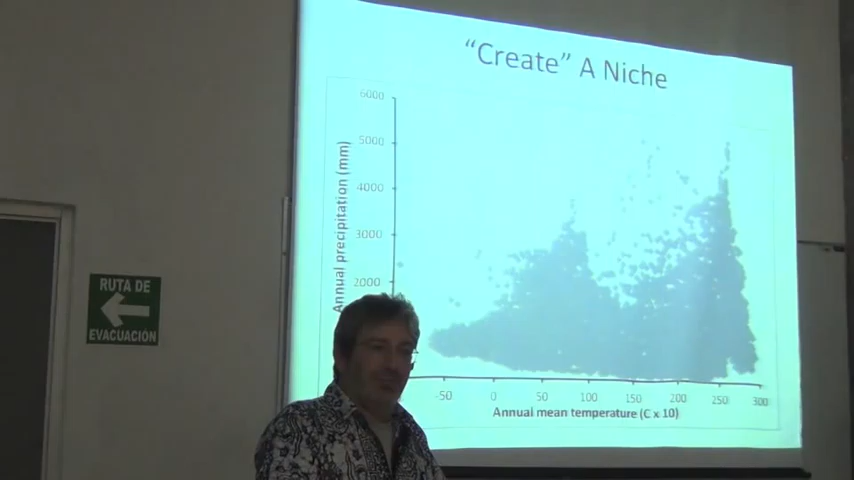 "Create" A Niche
6000
5000
4000
3000
2000
Annual precipitation (mm)
-50
0
50
100
150
200
250
300
Annual mean temperature (C x 10)
RUTA DE
EVACUACIÓN